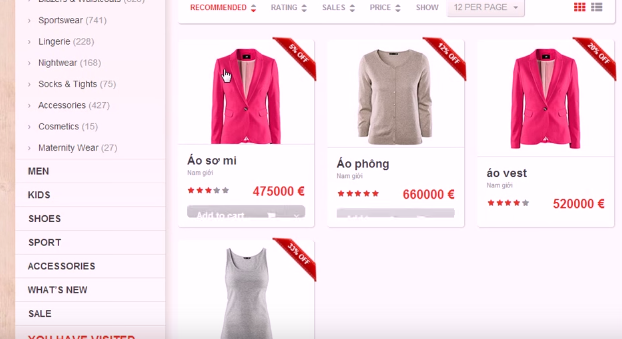 RECOMMENDED RATING SALES PRICE SHOW 12 PER PAGE
Sportswear (741)
Lingerie (228)
Nightwear (168)
Socks & Tights (75)
Accessories (427)
Cosmetics (15)
Maternity Wear (27)
MEN
KIDS
SHOES
SPORT
ACCESSORIES
WHAT'S NEW
SALE
YOU HAVE VISITED
5% OFF
Áo sơ mi
Nam giới
475000 €
Add to cart
12% OFF
Áo phông
Nam giới
660000 €
20% OFF
áo vest
Nam giới
520000 €
33% OFF